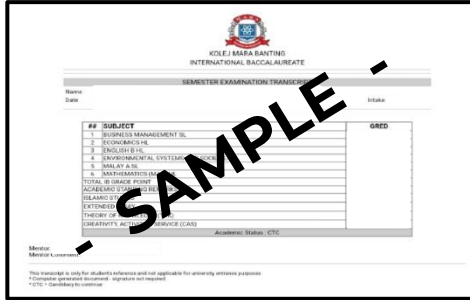 KOLEJ MARA BANTING
INTERNATIONAL BACCALAUREATE
SEMESTER EXAMINATION TRANSCRIPT
Name
Date Intake
## SUBJECT GRED
1 BUSINESS MANAGEMENT SL
2 ECONOMICS HL
3 ENGLISH B HL
4 ENVIRONMENTAL SYSTEMS
5 MALAY A SL
6 MATHEMATICS
TOTAL IB GRADE POINT
ACADEMIC STANDING
ISLAMIC
EXTENDED
THEORY OF
CREATIVITY, SERVICE (CAS)
Academic Status : CTC
- SAMPLE -
Mentor:
Mentor Comment:
This transcript is only for students reference and not applicable for university entrance purposes
* Computer generated document - signature not required
* CTC = Candidacy to continue